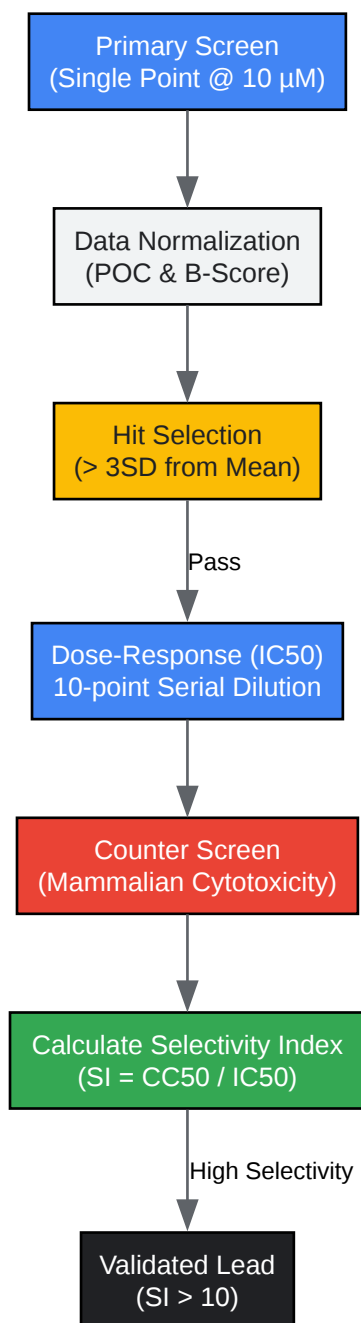 Primary Screen
(Single Point @ 10 µM)
Data Normalization
(POC & B-Score)
Hit Selection
(> 3SD from Mean)
Pass
Dose-Response (IC50)
10-point Serial Dilution
Counter Screen
(Mammalian Cytotoxicity)
Calculate Selectivity Index
(SI = CC50 / IC50)
High Selectivity
Validated Lead
(SI > 10)